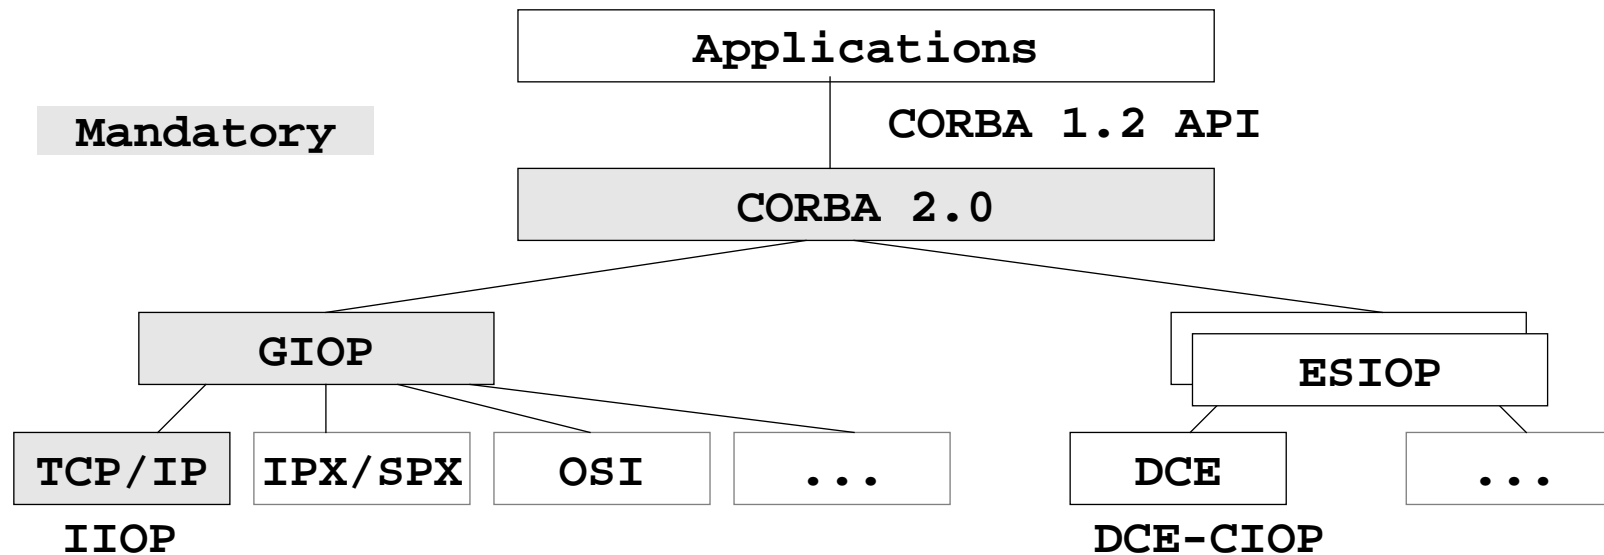 Applications
Mandatory
CORBA 1.2 API
CORBA 2.0
GIOP
ESIOP
TCP/IP
IPX/SPX
OSI
...
DCE
...
IIOP
DCE-CIOP